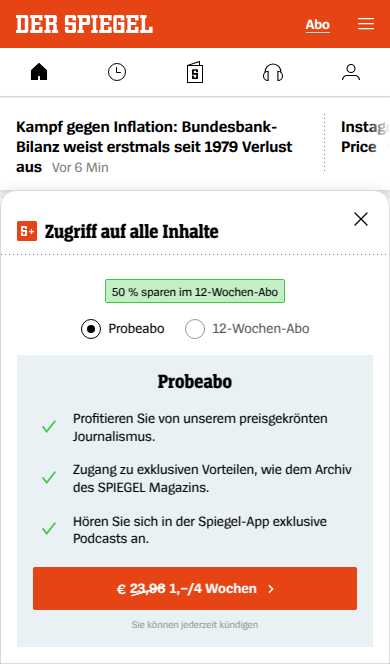 DER SPIEGEL
Abo
Kampf gegen Inflation: Bundesbank-
Bilanz weist erstmals seit 1979 Verlust
aus Vor 6 Min
Instag
Price
S+ Zugriff auf alle Inhalte
50 % sparen im 12-Wochen-Abo
Probeabo
12-Wochen-Abo
Probeabo
Profitieren Sie von unserem preisgekrönten
Journalismus.
Zugang zu exklusiven Vorteilen, wie dem Archiv
des SPIEGEL Magazins.
Hören Sie sich in der Spiegel-App exklusive
Podcasts an.
€ 23,96 1,–/4 Wochen
Sie können jederzeit kündigen